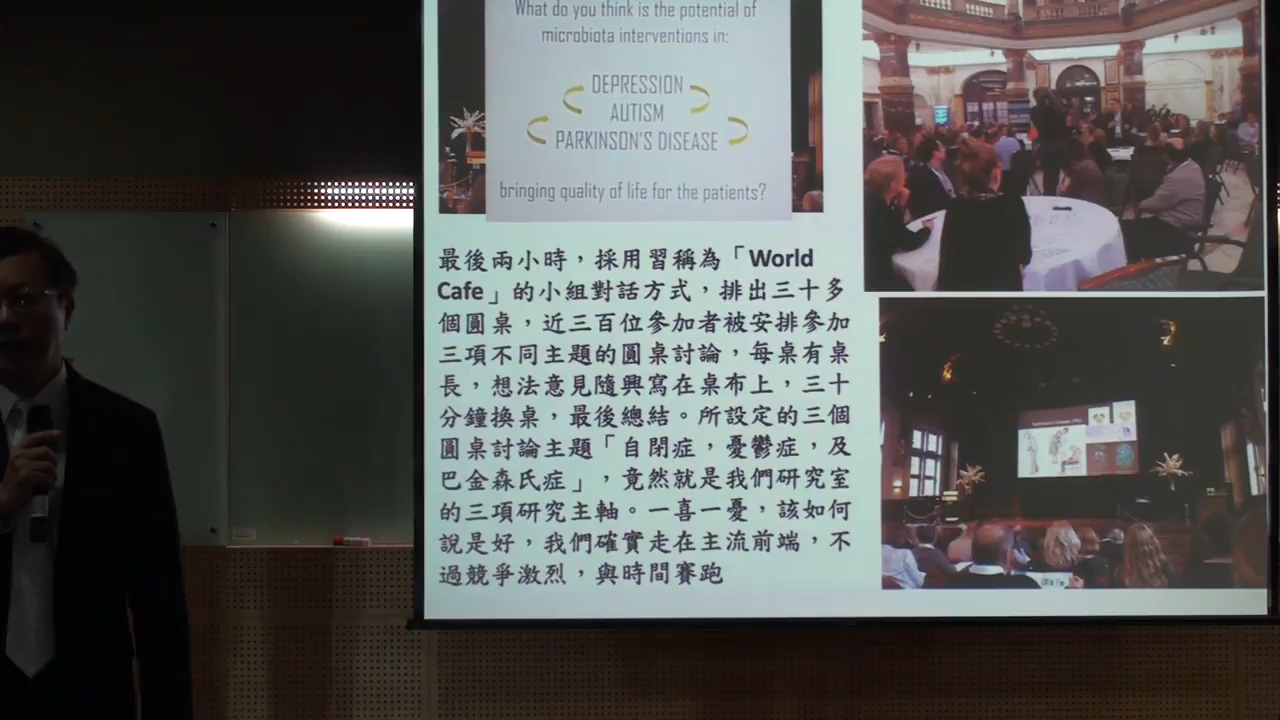 What do you think is the potential of
microbiota interventions in:
DEPRESSION
AUTISM
PARKINSON'S DISEASE
bringing quality of life for the patients?
最後兩小時，採用習稱為「World
Cafe」的小組對話方式，排出三十多
個圓桌，近三百位參加者被安排參加
三項不同主題的圓桌討論，每桌有桌
長，想法意見隨興寫在桌布上，三十
分鐘換桌，最後總結。所設定的三個
圓桌討論主題「自閉症，憂鬱症，及
巴金森氏症」，竟然就是我們研究室
的三項研究主軸。一喜一憂，該如何
說是好，我們確實走在主流前端，不
過競爭激烈，與時間賽跑